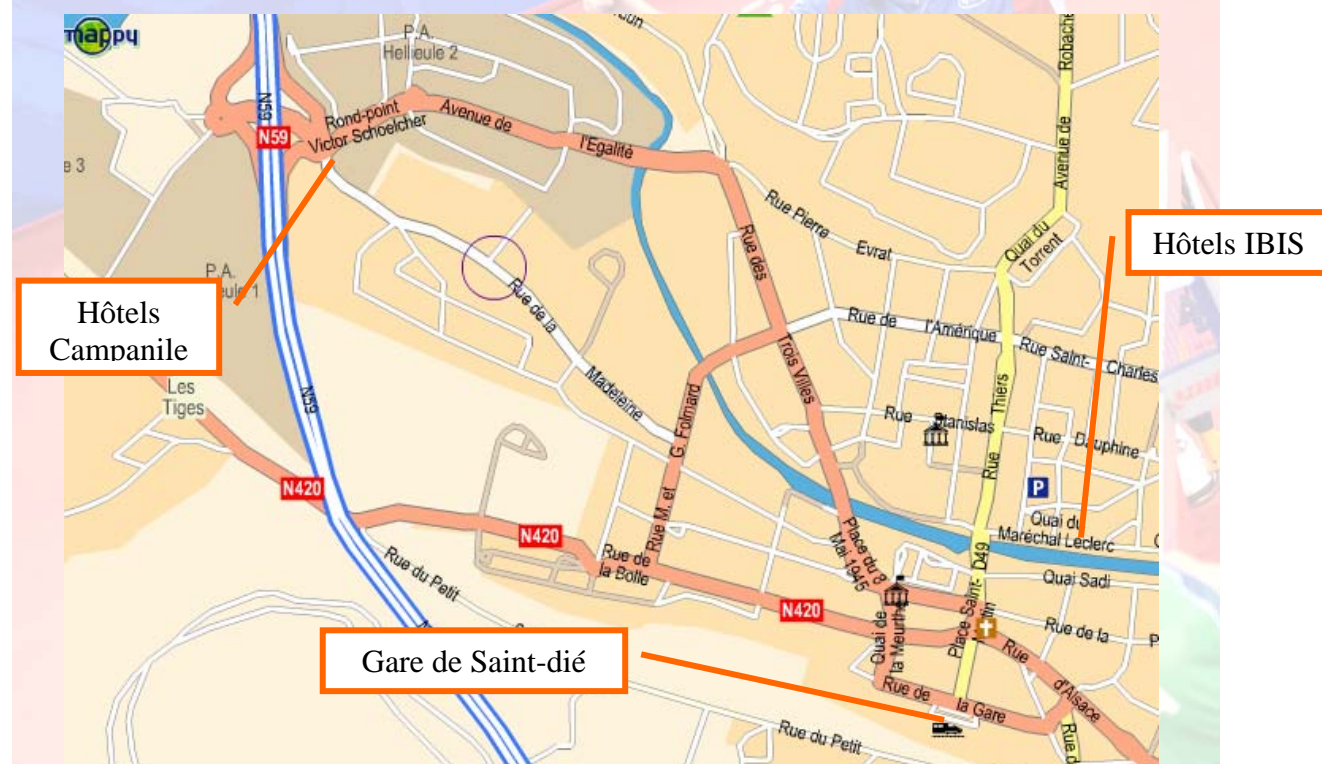 mappy
P.A.
Hellieule 2
N59
N59
Rond-point
Victor Schoelcher
Avenue de
l'Egalité
Avenue de Robache
e 3
Rue Pierre Evrat
Quai du
Torrent
Hôtels IBIS
P.A.
Rue des Trois Villes
Hôtels
Campanile
Rue de la Madeleine
Rue de l'Amérique
Rue Saint-Charles
Les
Tiges
N59
Rue M. et G. Folmard
Rue Thiers
Rue Stanislas
Rue Dauphine
N420
P
Quai du
Maréchal Leclerc
N420
Place du 8
Mai 1945
D49
Rue de
la Bolle
Rue du Petit
Quai Sadi
N420
Place Saint-
Rue de la
Quai de
la Meurthe
Gare de Saint-dié
Rue d'Alsace
Rue de la Gare
Rue du Petit